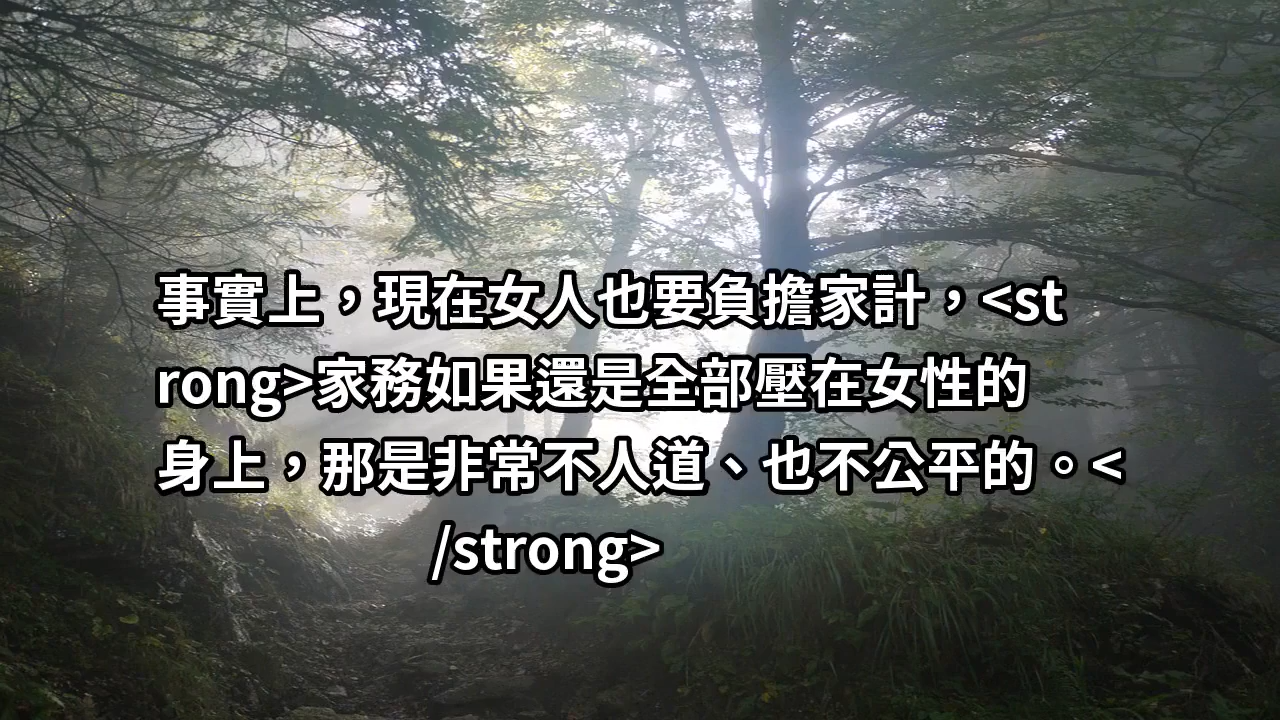 事實上，現在女人也要負擔家計，<st
rong>家務如果還是全部壓在女性的
身上，那是非常不人道、也不公平的。<
/strong>